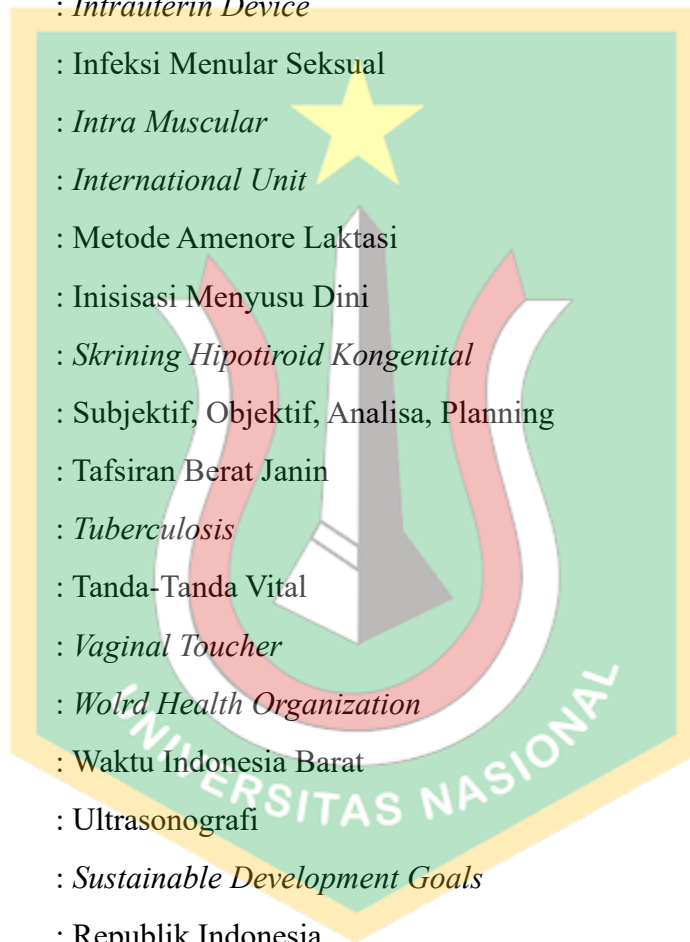 : Intrauterin Device
: Infeksi Menular Seksual
: Intra Muscular
: International Unit
: Metode Amenore Laktasi
: Inisisasi Menyusu Dini
: Skrining Hipotiroid Kongenital
: Subjektif, Objektif, Analisa, Planning
: Tafsiran Berat Janin
: Tuberculosis
: Tanda-Tanda Vital
: Vaginal Toucher
: Wolrd Health Organization
: Waktu Indonesia Barat
: Ultrasonografi
: Sustainable Development Goals
: Republik Indonesia
UNIVERSITAS NASIONAL